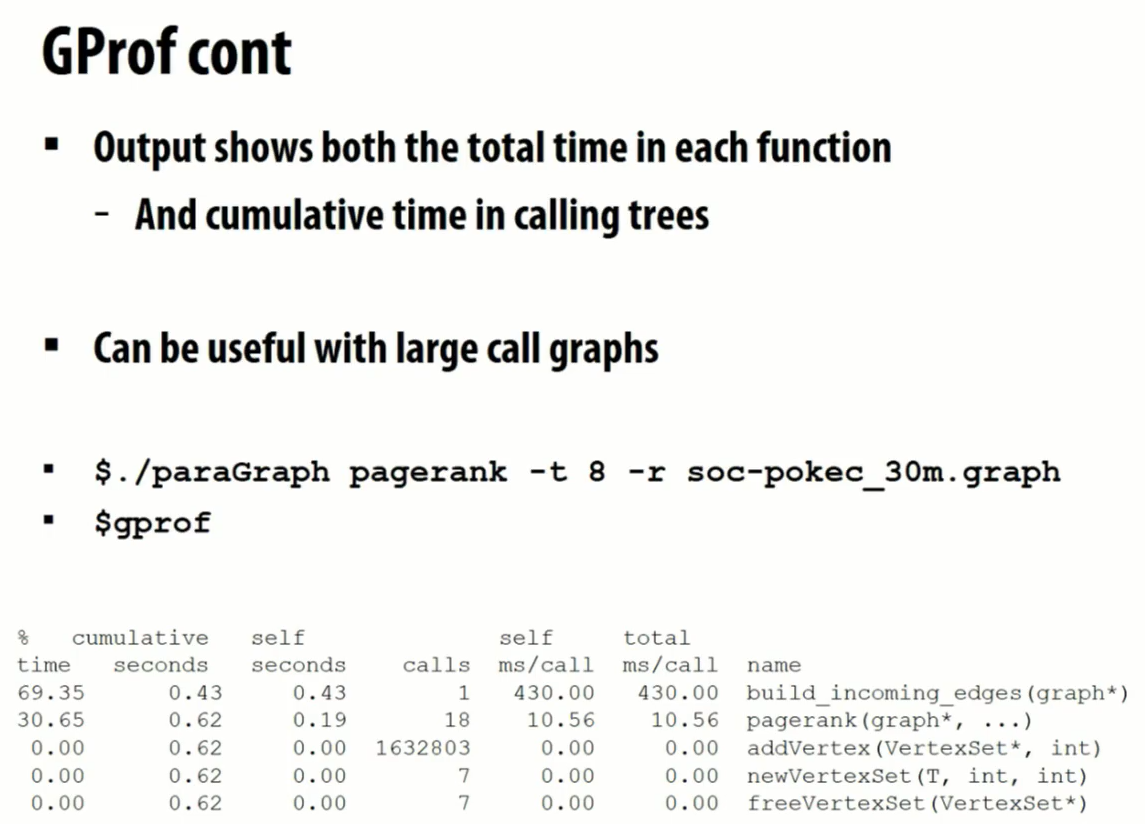 GProf cont
▪ Output shows both the total time in each function
– And cumulative time in calling trees
▪ Can be useful with large call graphs
▪ $./paraGraph pagerank -t 8 -r soc-pokec_30m.graph
▪ $gprof
% cumulative self self total
time seconds seconds calls ms/call ms/call name
69.35 0.43 0.43 1 430.00 430.00 build_incoming_edges(graph*)
30.65 0.62 0.19 18 10.56 10.56 pagerank(graph*, ...)
0.00 0.62 0.00 1632803 0.00 0.00 addVertex(VertexSet*, int)
0.00 0.62 0.00 7 0.00 0.00 newVertexSet(T, int, int)
0.00 0.62 0.00 7 0.00 0.00 freeVertexSet(VertexSet*)